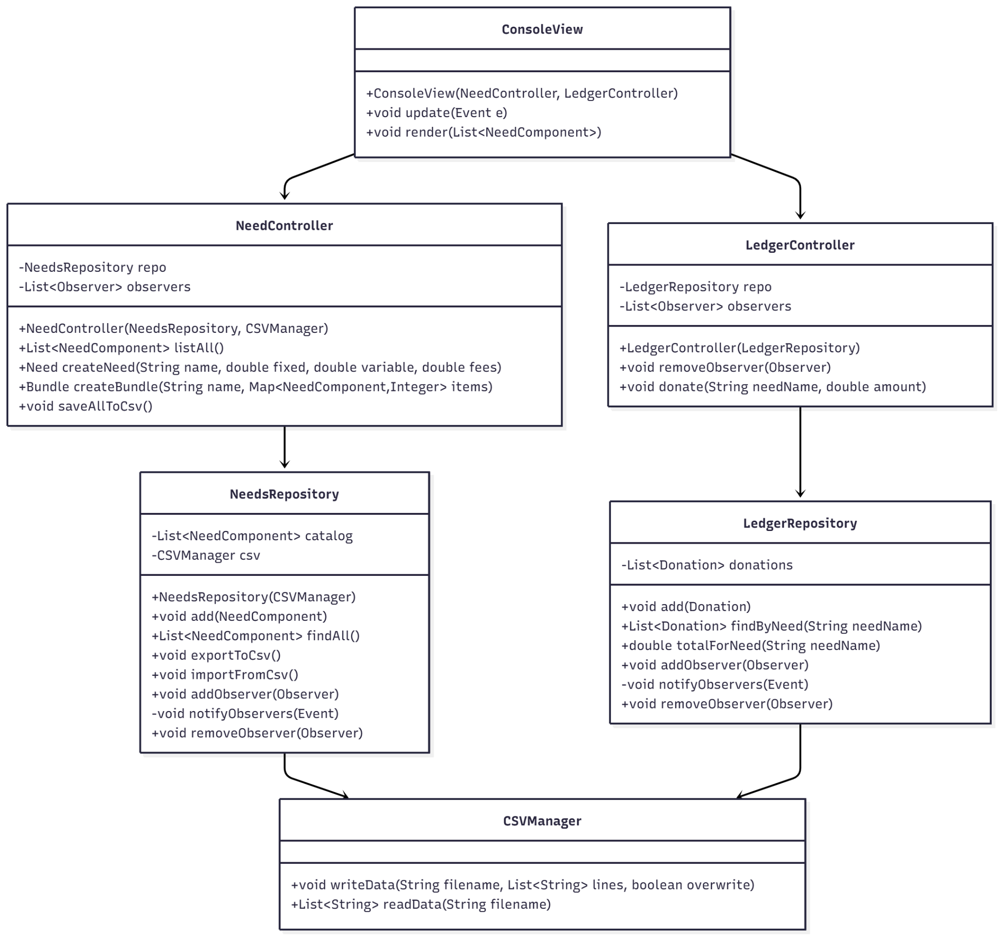 ConsoleView
+ConsoleView(NeedController, LedgerController)
+void update(Event e)
+void render(List<NeedComponent>)
NeedController
-NeedsRepository repo
-List<Observer> observers
+NeedController(NeedsRepository, CSVManager)
+List<NeedComponent> listAll()
+Need createNeed(String name, double fixed, double variable, double fees)
+Bundle createBundle(String name, Map<NeedComponent,Integer> items)
+void saveAllToCsv()
LedgerController
-LedgerRepository repo
-List<Observer> observers
+LedgerController(LedgerRepository)
+void removeObserver(Observer)
+void donate(String needName, double amount)
NeedsRepository
-List<NeedComponent> catalog
-CSVManager csv
+NeedsRepository(CSVManager)
+void add(NeedComponent)
+List<NeedComponent> findAll()
+void exportToCsv()
+void importFromCsv()
+void addObserver(Observer)
-void notifyObservers(Event)
+void removeObserver(Observer)
LedgerRepository
-List<Donation> donations
+void add(Donation)
+List<Donation> findByNeed(String needName)
+double totalForNeed(String needName)
+void addObserver(Observer)
-void notifyObservers(Event)
+void removeObserver(Observer)
CSVManager
+void writeData(String filename, List<String> lines, boolean overwrite)
+List<String> readData(String filename)